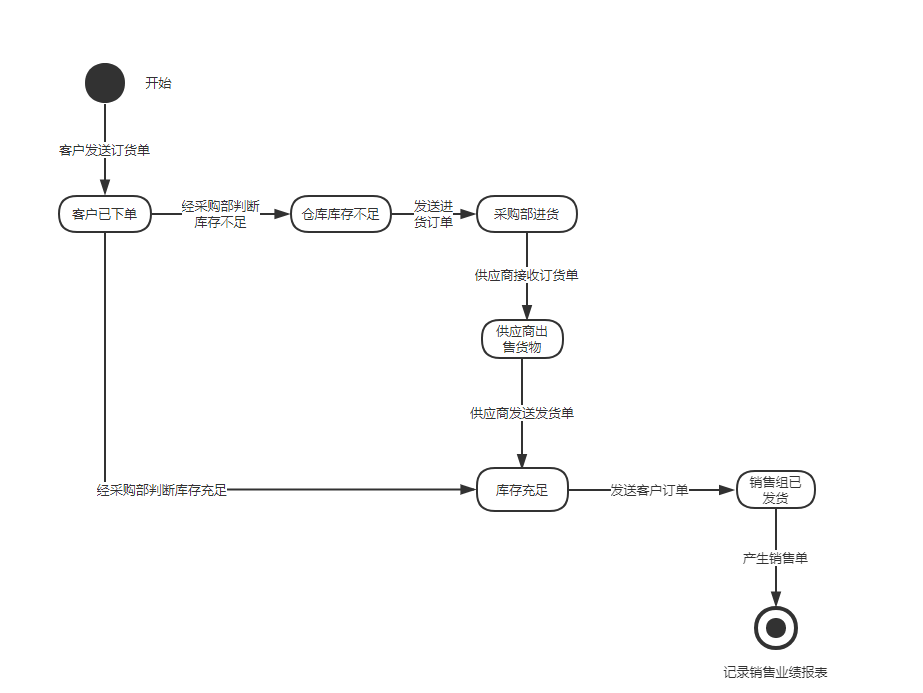 开始
客户发送订货单
客户已下单
经采购部判断
库存不足
仓库库存不足
发送进
货订单
采购部进货
供应商接收订货单
供应商出
售货物
供应商发送发货单
经采购部判断库存充足
库存充足
发送客户订单
销售组已
发货
产生销售单
记录销售业绩报表